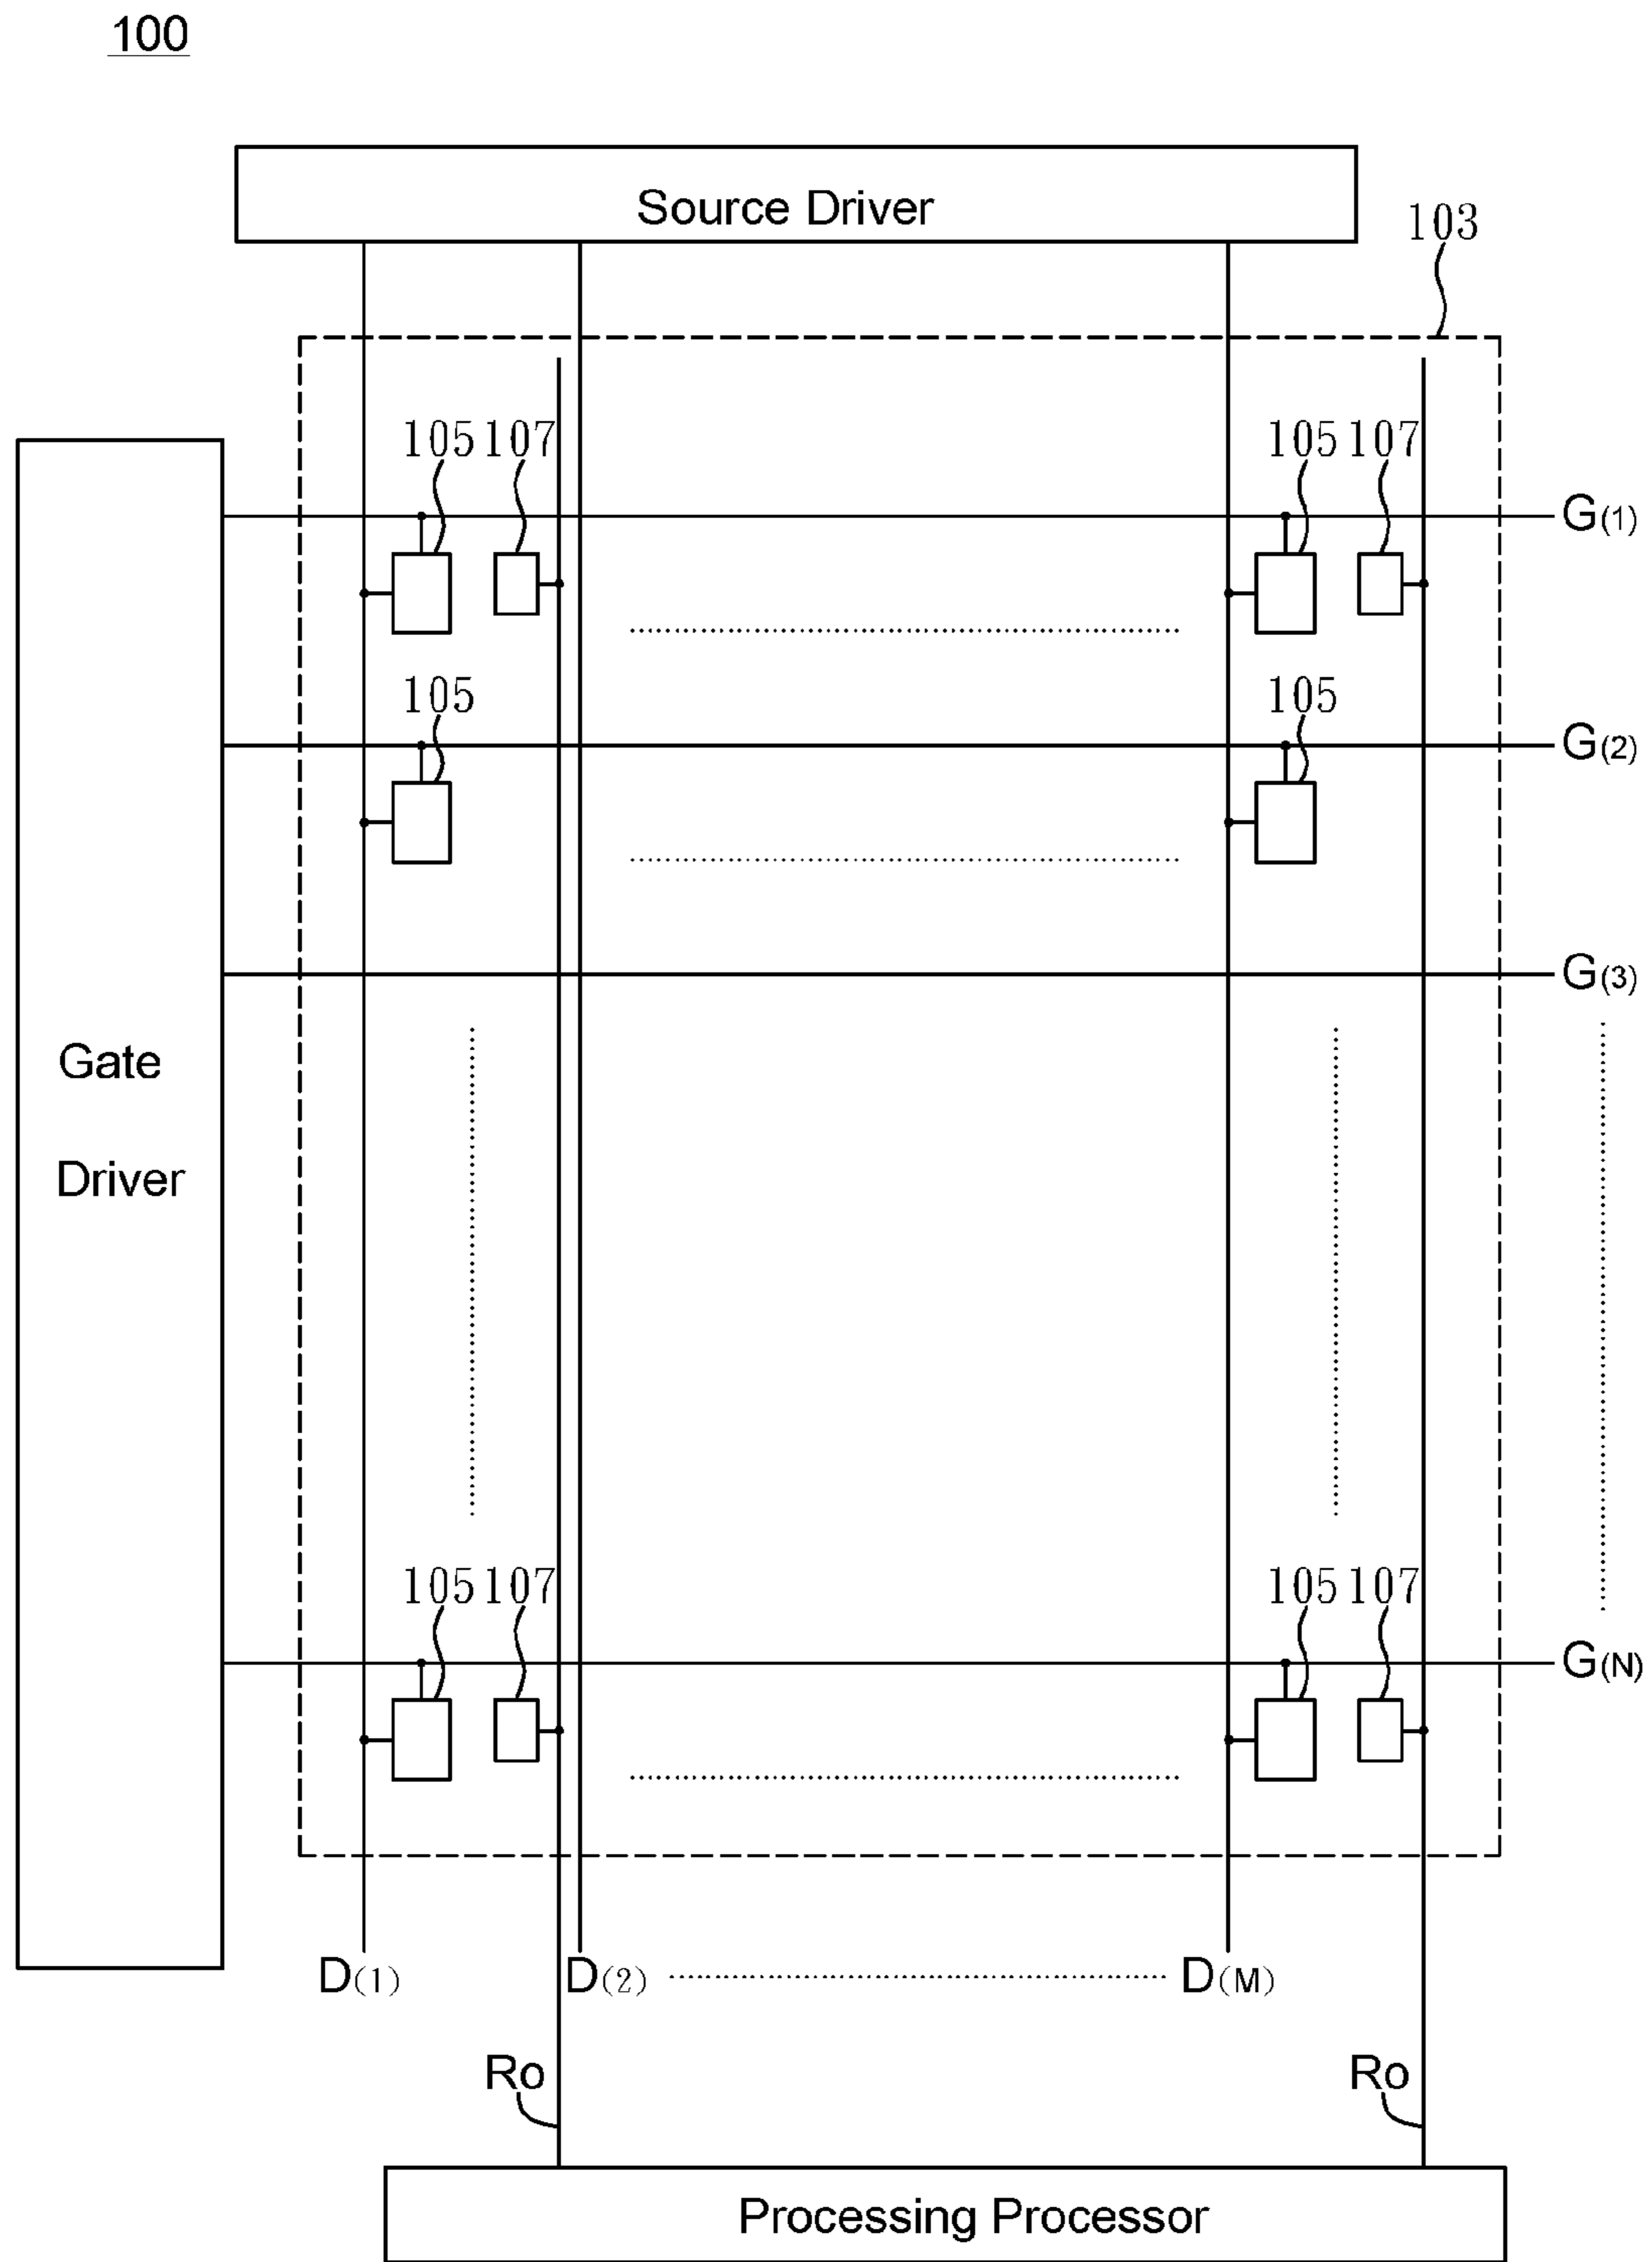 100
Source Driver
103
105 107 105 107
G(1)
105 105
G(2)
G(3)
Gate
Driver
105 107 105 107
G(N)
D(1) D(2) D(M)
Ro Ro
Processing Processor